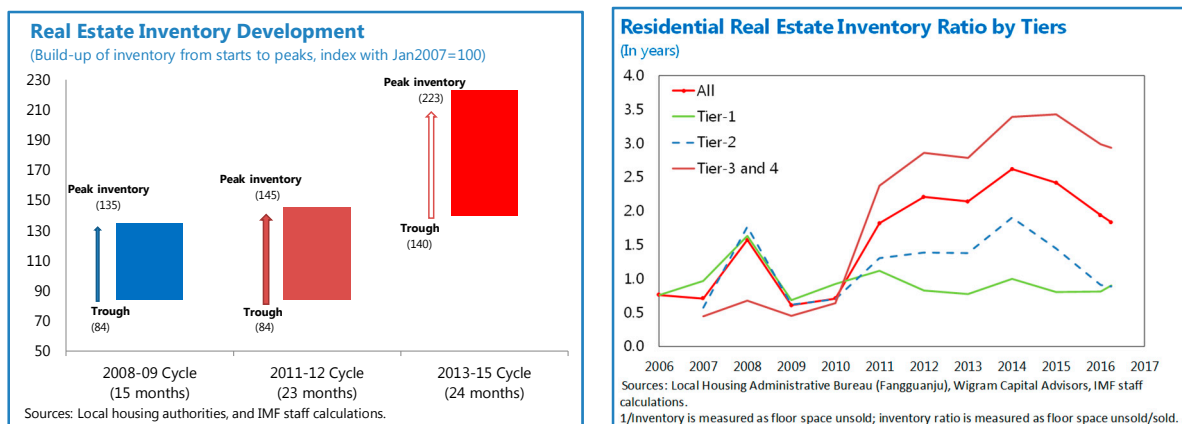 Real Estate Inventory Development
(Build-up of inventory from starts to peaks, index with Jan2007=100)
230
210
190
170
150
130
110
90
70
50
Peak inventory
(135)
Trough
(84)
Peak inventory
(145)
Trough
(84)
Peak inventory
(223)
Trough
(140)
2008-09 Cycle
(15 months)
2011-12 Cycle
(23 months)
2013-15 Cycle
(24 months)
Sources: Local housing authorities, and IMF staff calculations.
Residential Real Estate Inventory Ratio by Tiers
(In years)
4.0
3.5
3.0
2.5
2.0
1.5
1.0
0.5
0.0
All
Tier-1
Tier-2
Tier-3 and 4
2006 2007 2008 2009 2010 2011 2012 2013 2014 2015 2016 2017
Sources: Local Housing Administrative Bureau (Fangguanju), Wigram Capital Advisors, IMF staff
calculations.
1/Inventory is measured as floor space unsold; inventory ratio is measured as floor space unsold/sold.